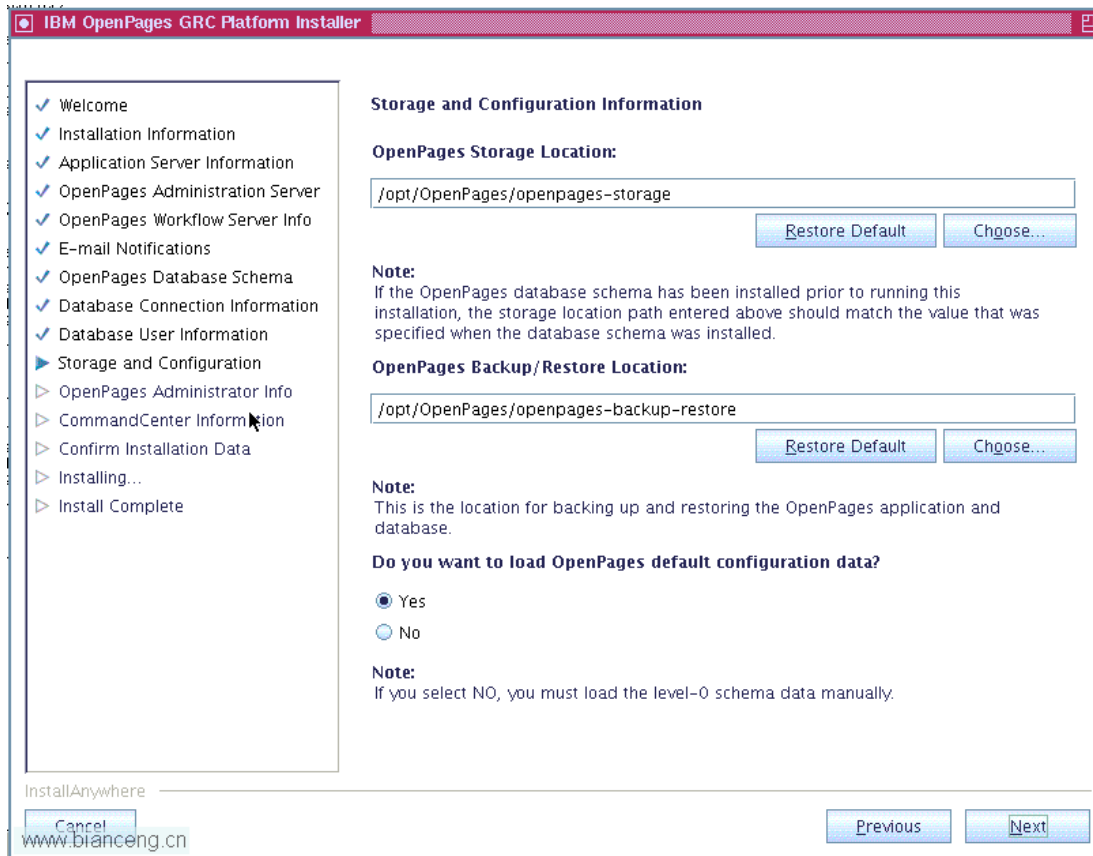 IBM OpenPages GRC Platform Installer
Welcome
Installation Information
Application Server Information
OpenPages Administration Server
OpenPages Workflow Server Info
E-mail Notifications
OpenPages Database Schema
Database Connection Information
Database User Information
Storage and Configuration
OpenPages Administrator Info
CommandCenter Information
Confirm Installation Data
Installing...
Install Complete
Storage and Configuration Information
OpenPages Storage Location:
/opt/OpenPages/openpages-storage
Restore Default
Choose...
Note:
If the OpenPages database schema has been installed prior to running this
installation, the storage location path entered above should match the value that was
specified when the database schema was installed.
OpenPages Backup/Restore Location:
/opt/OpenPages/openpages-backup-restore
Restore Default
Choose...
Note:
This is the location for backing up and restoring the OpenPages application and
database.
Do you want to load OpenPages default configuration data?
Yes
No
Note:
If you select NO, you must load the level-0 schema data manually.
InstallAnywhere
Cancel
Previous
Next
www.bianceng.cn